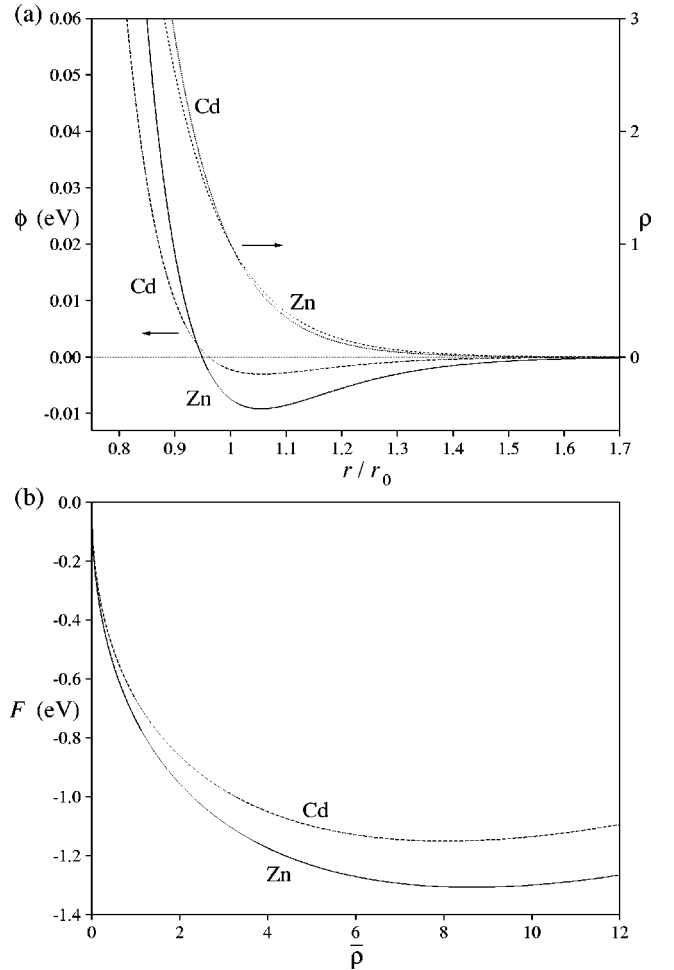 (a)
0.06
0.05
0.04
0.03
0.02
0.01
0.00
-0.01
ϕ (eV)
3
2
1
0
ρ
Cd
Cd
Zn
Zn
0.8 0.9 1 1.1 1.2 1.3 1.4 1.5 1.6 1.7
r / r0
(b)
0.0
-0.2
-0.4
-0.6
-0.8
-1.0
-1.2
-1.4
F (eV)
Cd
Zn
0 2 4 6 8 10 12
ρ̅